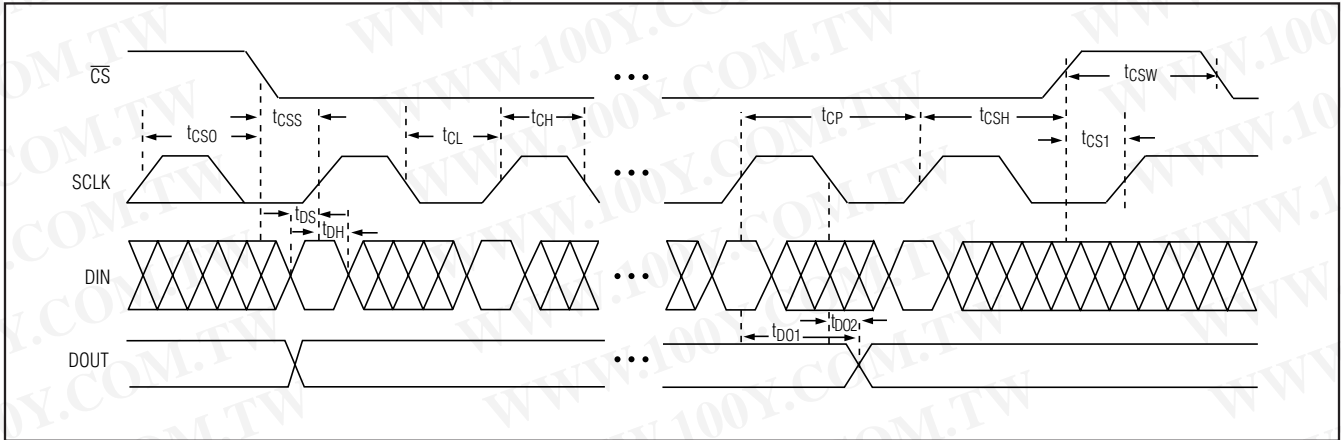 CS
tCSS
tCSO
tCL
tCH
tCP
tCSH
tCSW
tCS1
SCLK
tDS
tDH
DIN
tDO2
tDO1
DOUT
WWW.100Y.COM.TW